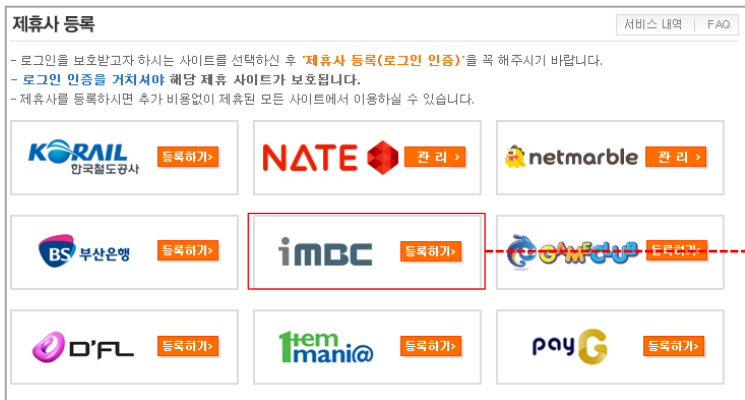 제휴사 등록
서비스 내역 | FAQ
- 로그인을 보호받고자 하시는 사이트를 선택하신 후 '제휴사 등록(로그인 인증)'을 꼭 해주시기 바랍니다.
- 로그인 인증을 거치셔야 해당 제휴 사이트가 보호됩니다.
- 제휴사를 등록하시면 추가 비용없이 제휴된 모든 사이트에서 이용하실 수 있습니다.
KORAIL 한국철도공사 등록하기>
NATE 관리 >
netmarble 관리 >
BS 부산은행 등록하기>
iMBC 등록하기>
GAMECLUB 등록하기>
D'FL 등록하기>
Item mani@ 등록하기>
payG 등록하기>